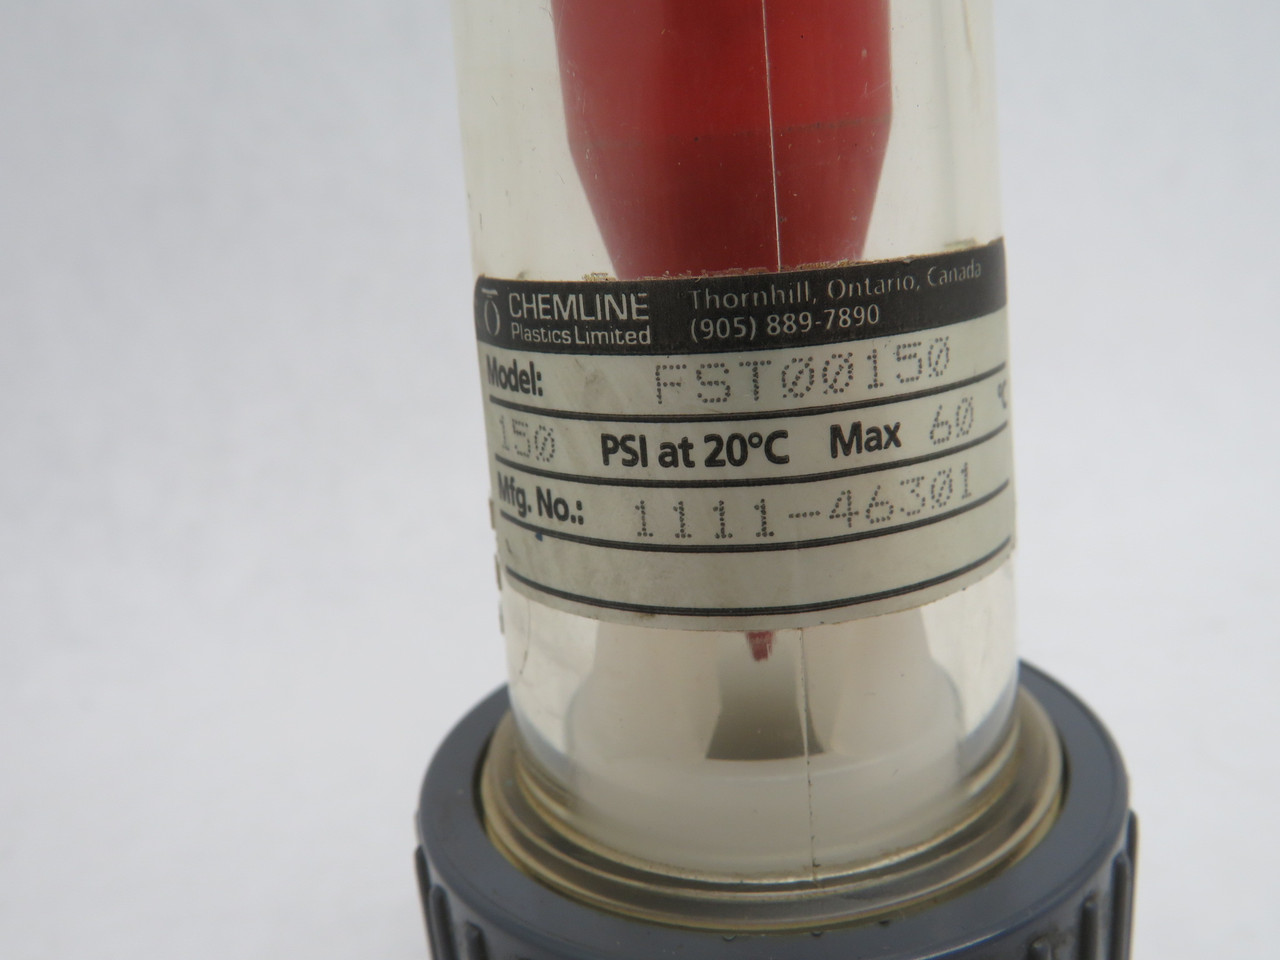 CHEMLINE
Plastics Limited
Thornhill, Ontario, Canada
(905) 889-7890
Model: FST00150
150 PSI at 20°C Max 60 °C
Mfg. No.: 1111-46301